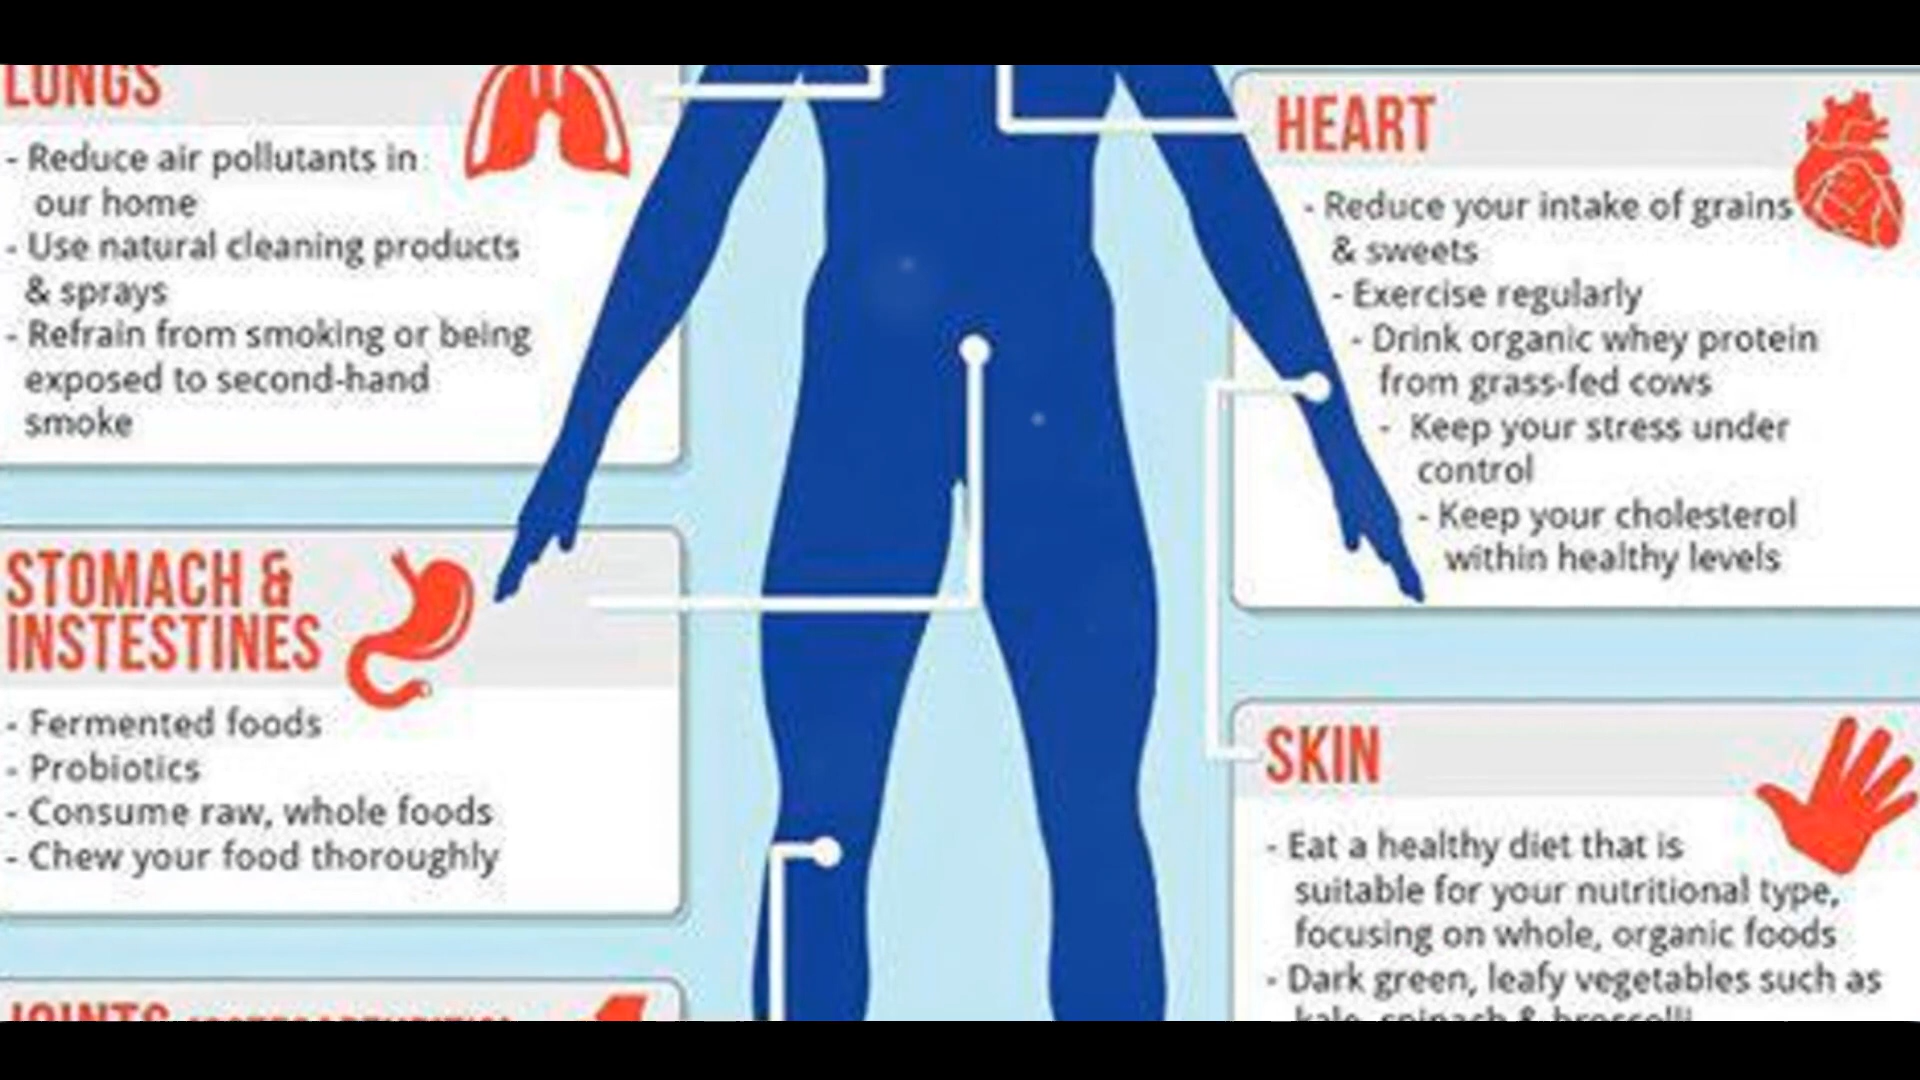 LUNGS
- Reduce air pollutants in
our home
- Use natural cleaning products
& sprays
- Refrain from smoking or being
exposed to second-hand
smoke
STOMACH &
INSTESTINES
- Fermented foods
- Probiotics
- Consume raw, whole foods
- Chew your food thoroughly
JOINTS
HEART
- Reduce your intake of grains
& sweets
- Exercise regularly
- Drink organic whey protein
from grass-fed cows
- Keep your stress under
control
- Keep your cholesterol
within healthy levels
SKIN
- Eat a healthy diet that is
suitable for your nutritional type,
focusing on whole, organic foods
- Dark green, leafy vegetables such as
kale, spinach & broccolli